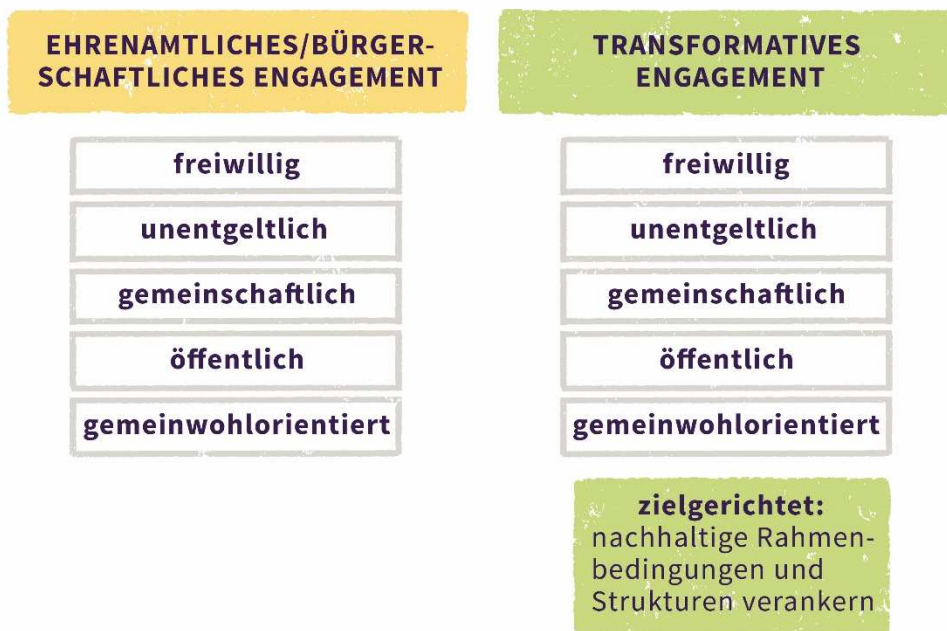 EHRENAMTLICHES/BÜRGER-
SCHAFTLICHES ENGAGEMENT
freiwillig
unentgeltlich
gemeinschaftlich
öffentlich
gemeinwohlorientiert
TRANSFORMATIVES
ENGAGEMENT
freiwillig
unentgeltlich
gemeinschaftlich
öffentlich
gemeinwohlorientiert
zielgerichtet:
nachhaltige Rahmen-
bedingungen und
Strukturen verankern